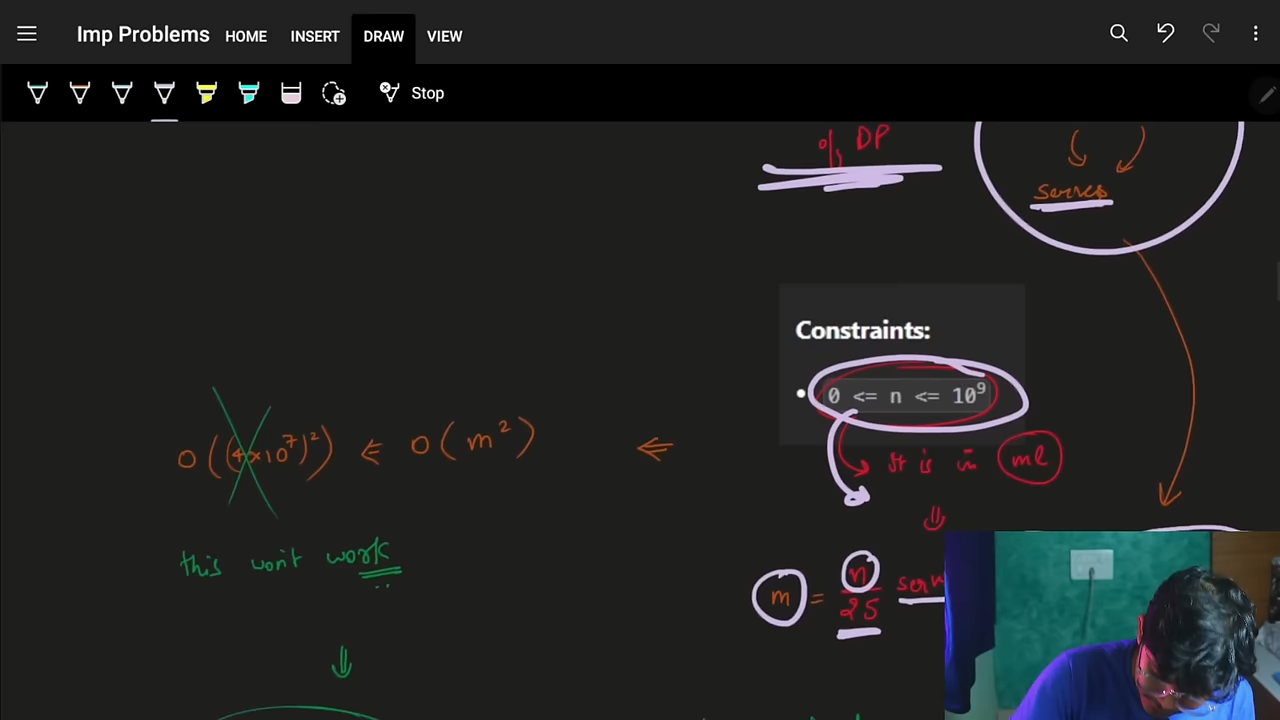 Imp Problems HOME INSERT DRAW VIEW
Stop
DP
serves
Constraints:
• 0 <= n <= 10⁹
O((4×10⁷)²) ⇐ O(m²) ⇐
it is in ml
⇓
this won't work
m = n/25
⇓